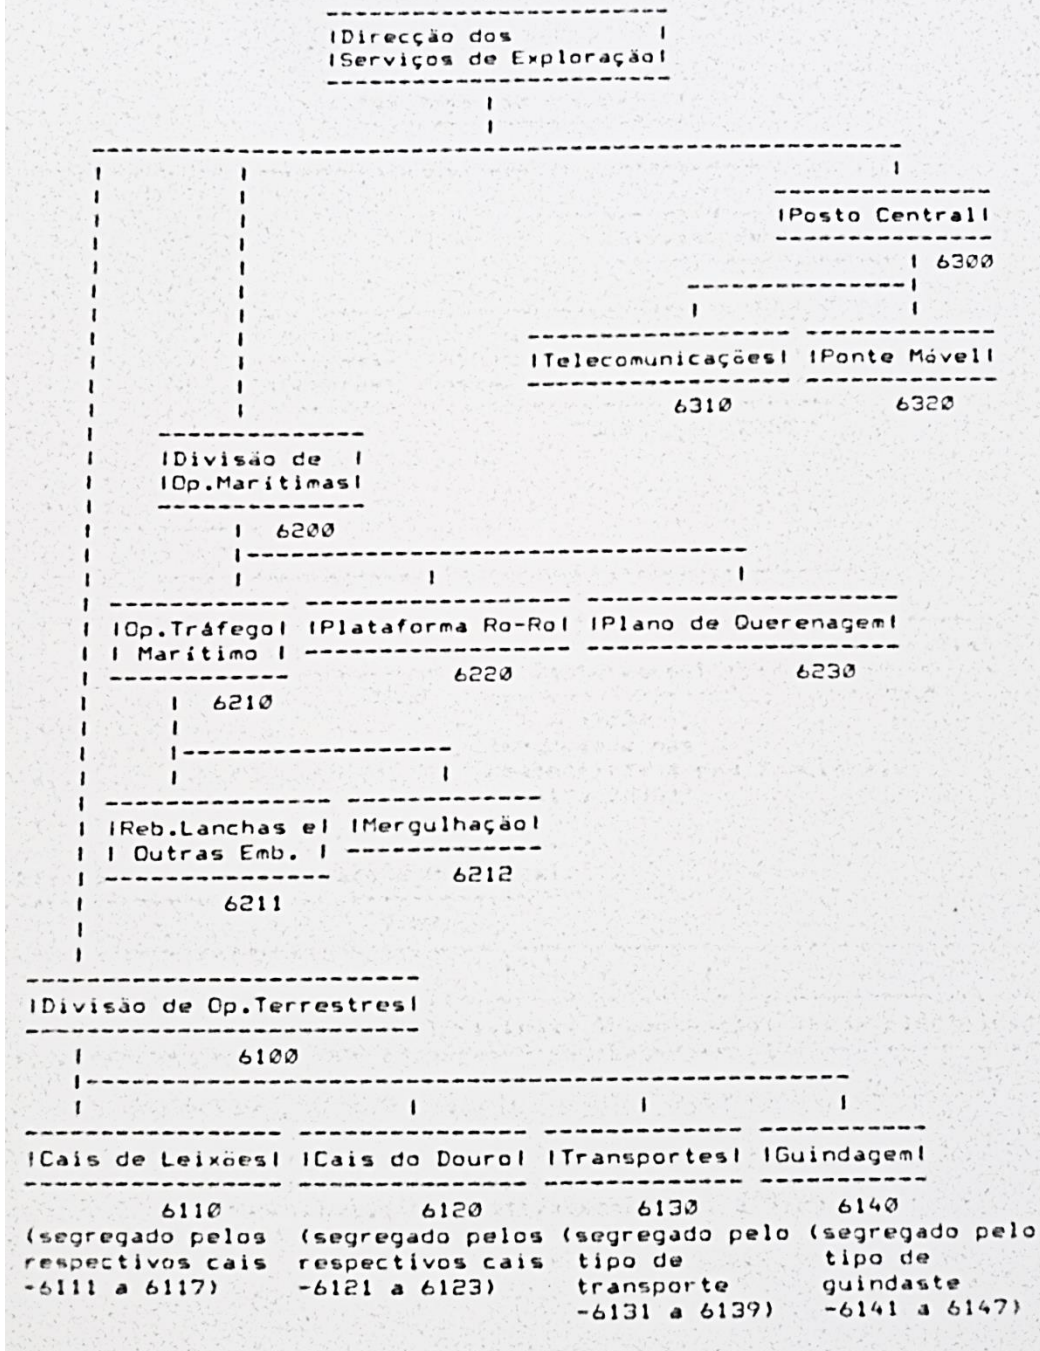 Direcção dos
Serviços de Exploração
Posto Central
6300
Telecomunicações Ponte Móvel
6310 6320
Divisão de
Op.Marítimas
6200
Op.Tráfego Plataforma Ro-Ro Plano de Querenagem
Marítimo
6220 6230
6210
Reb.Lanchas e Mergulhação
Outras Emb.
6212
6211
Divisão de Op.Terrestres
6100
Cais de Leixões Cais do Douro Transportes Guindagem
6110 6120 6130 6140
(segregado pelos (segregado pelos (segregado pelo (segregado pelo
respectivos cais respectivos cais tipo de tipo de
-6111 a 6117) -6121 a 6123) transporte guindaste
-6131 a 6139) -6141 a 6147)